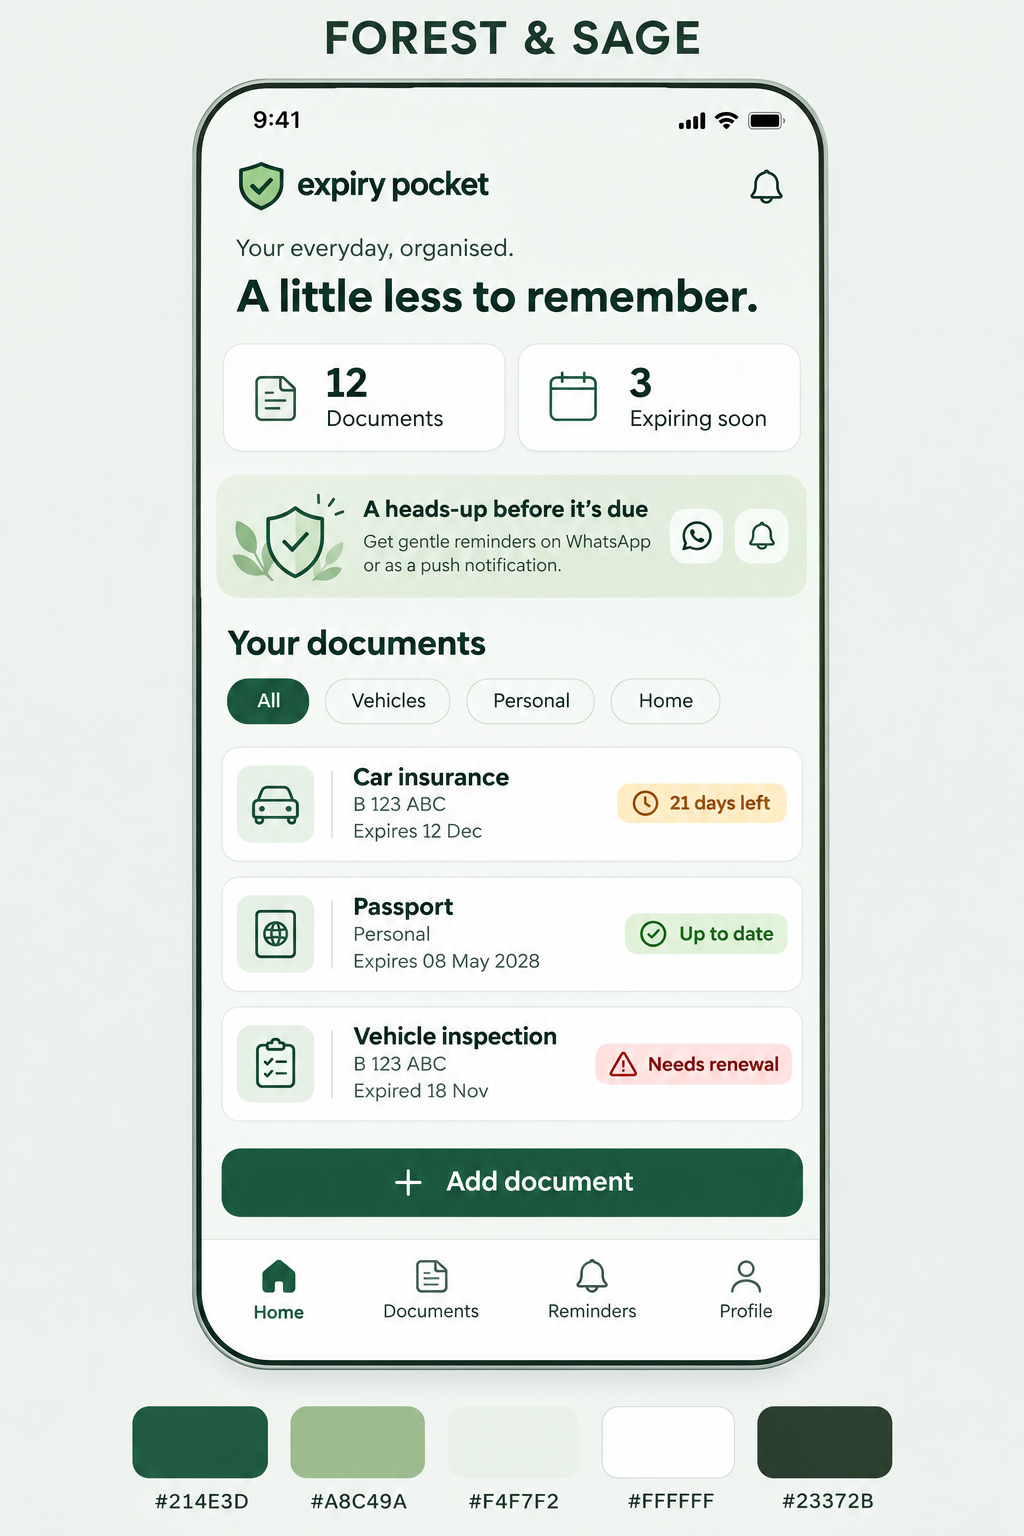 FOREST & SAGE
9:41
expiry pocket
Your everyday, organised.
A little less to remember.
12
Documents
3
Expiring soon
A heads-up before it's due
Get gentle reminders on WhatsApp
or as a push notification.
Your documents
All
Vehicles
Personal
Home
Car insurance
B 123 ABC
Expires 12 Dec
21 days left
Passport
Personal
Expires 08 May 2028
Up to date
Vehicle inspection
B 123 ABC
Expired 18 Nov
Needs renewal
Add document
Home
Documents
Reminders
Profile
#214E3D
#A8C49A
#F4F7F2
#FFFFFF
#23372B